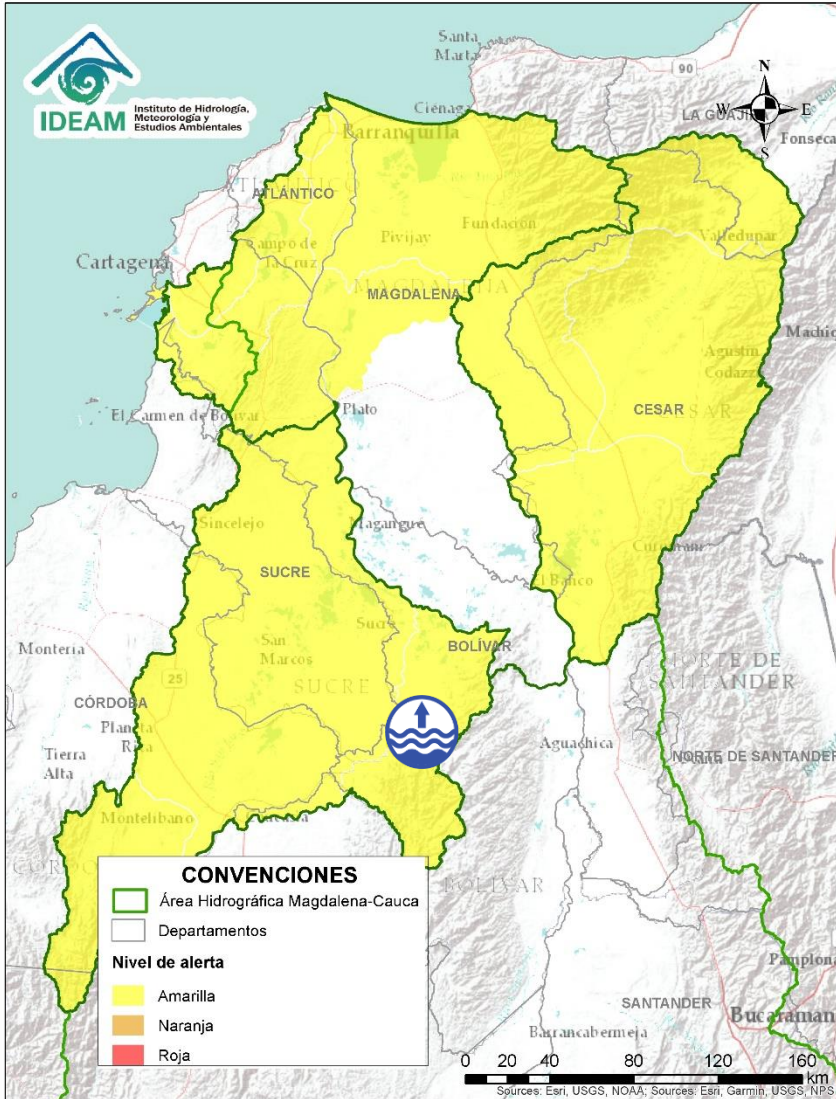 IDEAM
Instituto de Hidrología,
Meteorología y
Estudios Ambientales
Santa
Marta
90
N
W
E
S
Ciénaga
LA GUAJI
Fonseca
Barranquilla
ATLÁNTICO
Fundación
Pivijay
Valledupar
Campo de
la Cruz
Cartagena
MAGDALENA
Agustín
Codazzi
CESAR
El Carmen de Bolívar
Plato
Sincelejo
Magangue
SUCRE
El Banco
Sucre
Montería
San
Marcos
BOLÍVAR
NORTE DE
SANTANDER
25
SUCRE
CÓRDOBA
Planeta
Rica
Tierra
Alta
Aguachica
NORTE DE SANTANDER
Montelíbano
BOLÍVAR
CONVENCIONES
Área Hidrográfica Magdalena-Cauca
Departamentos
Nivel de alerta
Amarilla
Naranja
Roja
Pamplona
SANTANDER
Bucaraman
Barrancabermeja
0 20 40 80 120 160
km
Sources: Esri, USGS, NOAA; Sources: Esri, Garmin, USGS, NPS